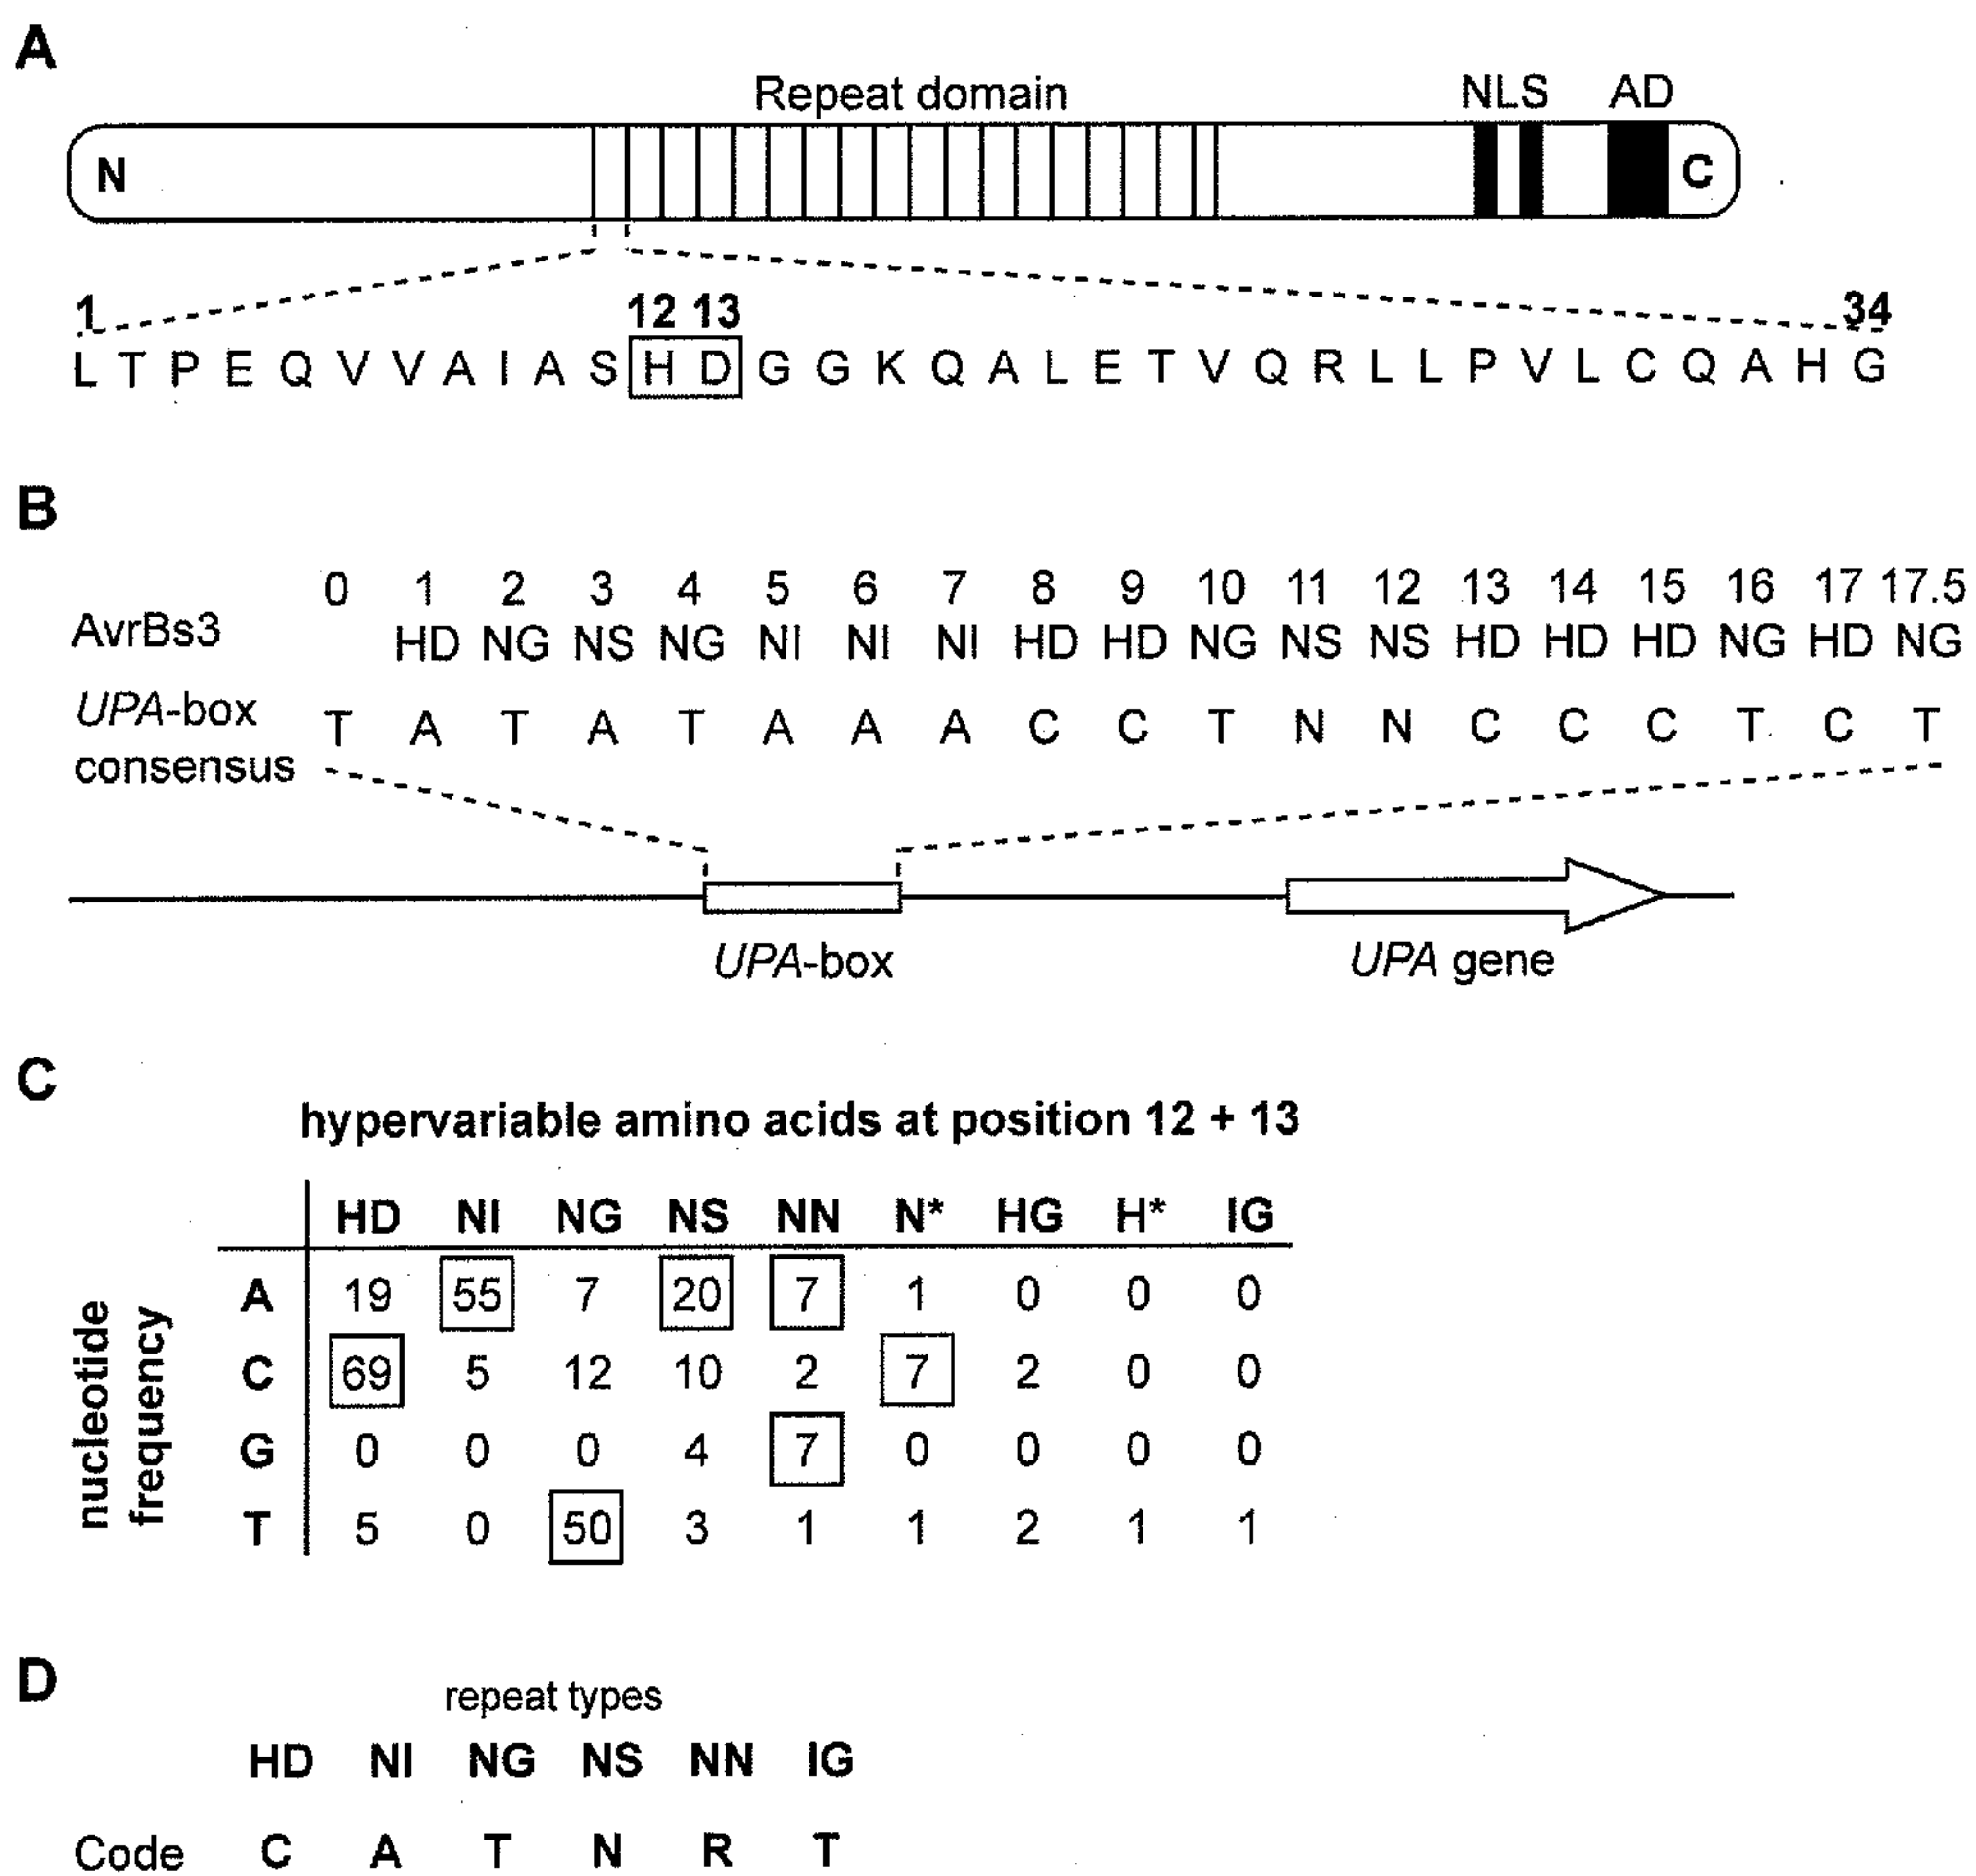 A
Repeat domain NLS AD
N C
1 12 13 34
L T P E Q V V A I A S H D G G K Q A L E T V Q R L L P V L C Q A H G
B
0 1 2 3 4 5 6 7 8 9 10 11 12 13 14 15 16 17 17.5
AvrBs3 HD NG NS NG NI NI NI HD HD NG NS NS HD HD HD NG HD NG
UPA-box
T A T A T A A A C C T N N C C C T C T
consensus
UPA-box UPA gene
C
hypervariable amino acids at position 12 + 13
HD NI NG NS NN N* HG H* IG
nucleotide
frequency
A 19 55 7 20 7 1 0 0 0
C 69 5 12 10 2 7 2 0 0
G 0 0 0 4 7 0 0 0 0
T 5 0 50 3 1 1 2 1 1
D
repeat types
HD NI NG NS NN IG
Code C A T N R T